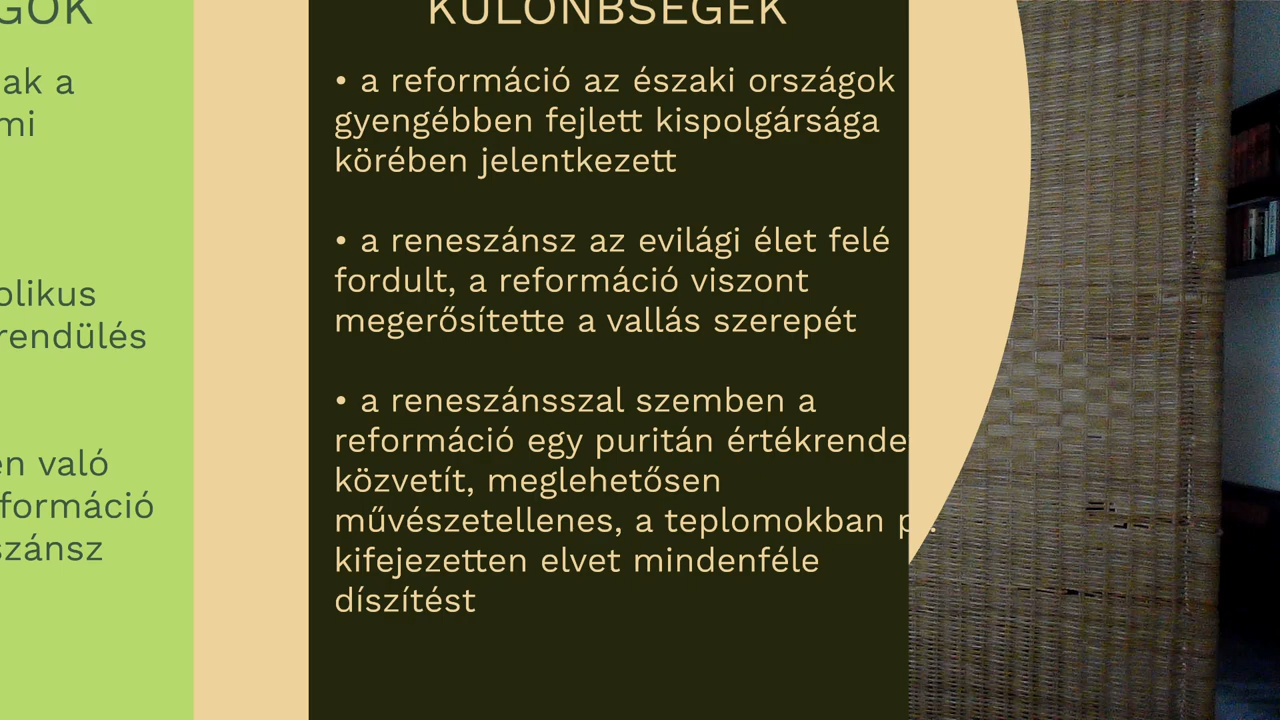 GOK
ak a
mi
olikus
rendülés
en való
formáció
szánsz
KÜLÖNBSÉGEK
• a reformáció az északi országok
gyengébben fejlett kispolgársága
körében jelentkezett
• a reneszánsz az evilági élet felé
fordult, a reformáció viszont
megerősítette a vallás szerepét
• a reneszánsszal szemben a
reformáció egy puritán értékrende
közvetít, meglehetősen
művészetellenes, a teplomokban p.
kifejezetten elvet mindenféle
díszítést